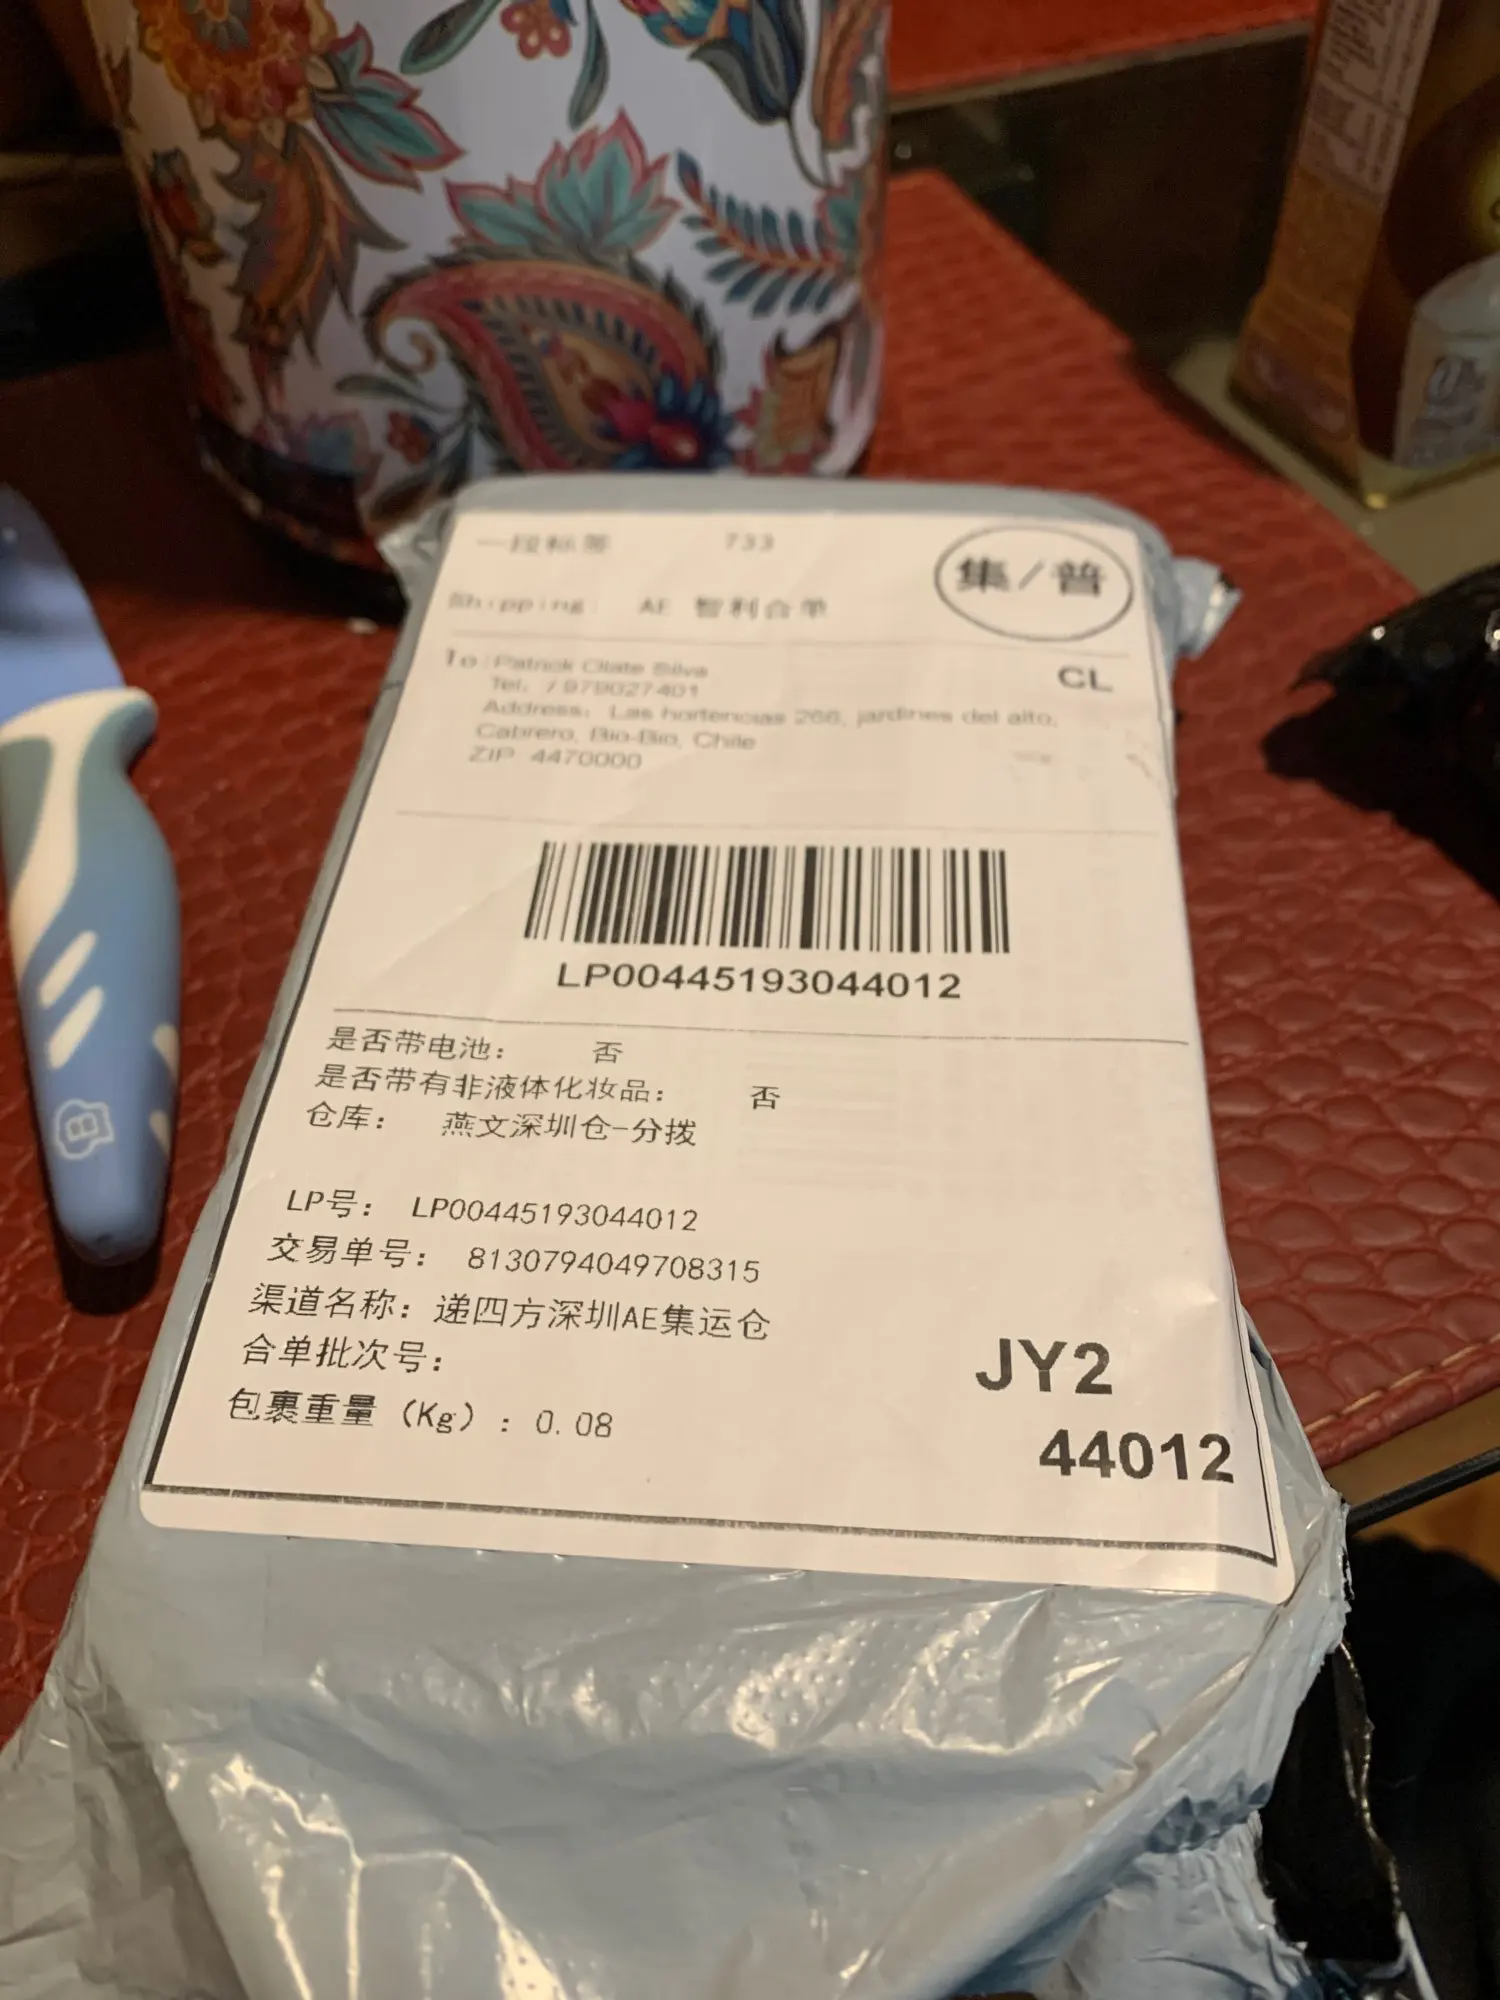 一段标签 733
集/普
Shipping: AE 智利合单
CL
To:Patrick Olate Silva
Tel: / 979027401
Address: Las hortencias 266, jardines del alto,
Cabrero, Bio-Bio, Chile
ZIP 4470000
LP00445193044012
是否带电池: 否
是否带有非液体化妆品: 否
仓库: 燕文深圳仓-分拨
LP号: LP00445193044012
交易单号: 8130794049708315
渠道名称: 递四方深圳AE集运仓
合单批次号:
包裹重量 (Kg) : 0.08
JY2
44012